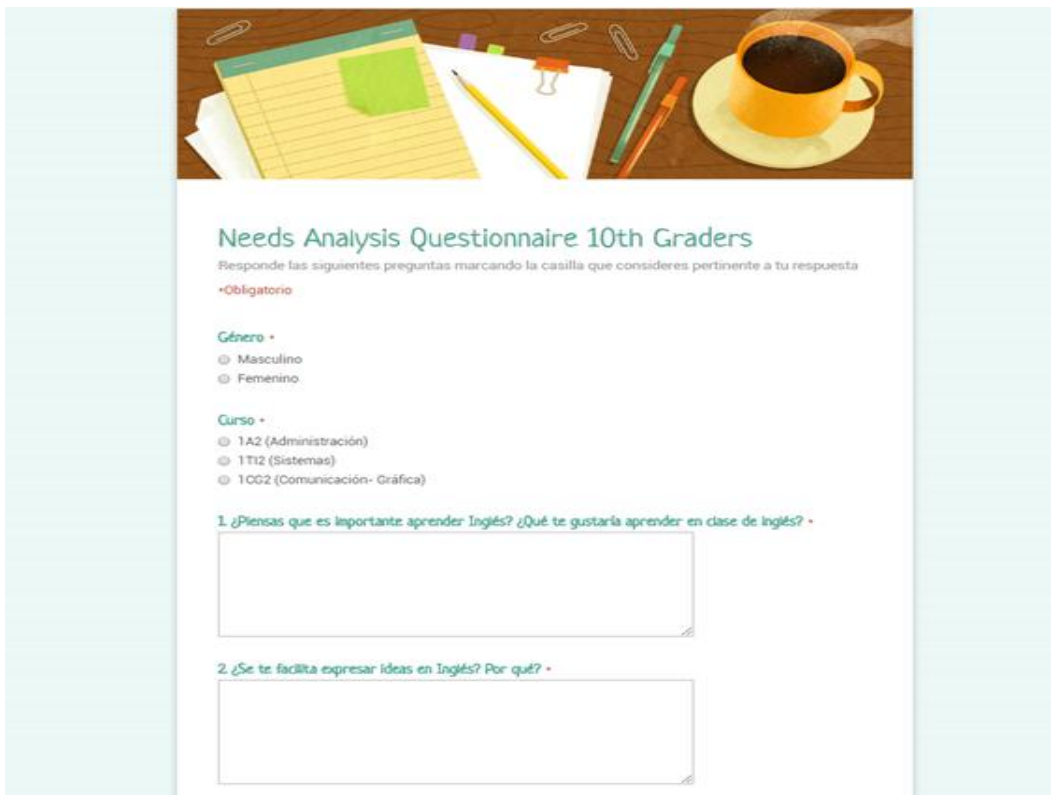 Needs Analysis Questionnaire 10th Graders
Responde las siguientes preguntas marcando la casilla que consideres pertinente a tu respuesta
*Obligatorio
Género *
Masculino
Femenino
Curso *
1A2 (Administración)
1TI2 (Sistemas)
1CG2 (Comunicación- Gráfica)
1. ¿Piensas que es importante aprender Inglés? ¿Qué te gustaría aprender en clase de inglés? *
2. ¿Se te facilita expresar ideas en Inglés? Por qué? *